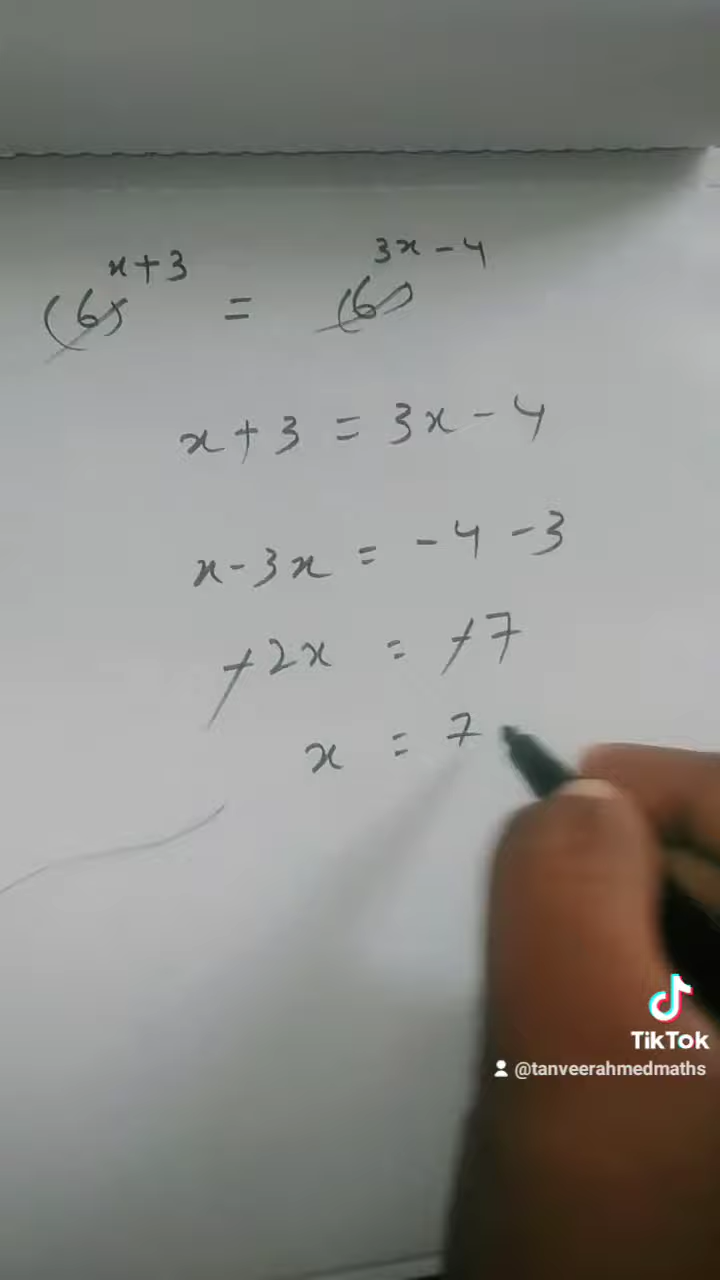 (6)^{x+3} = (6)^{3x-4}
x+3 = 3x-4
x-3x = -4-3
-2x = -7
x = 7
TikTok
@tanveerahmedmaths